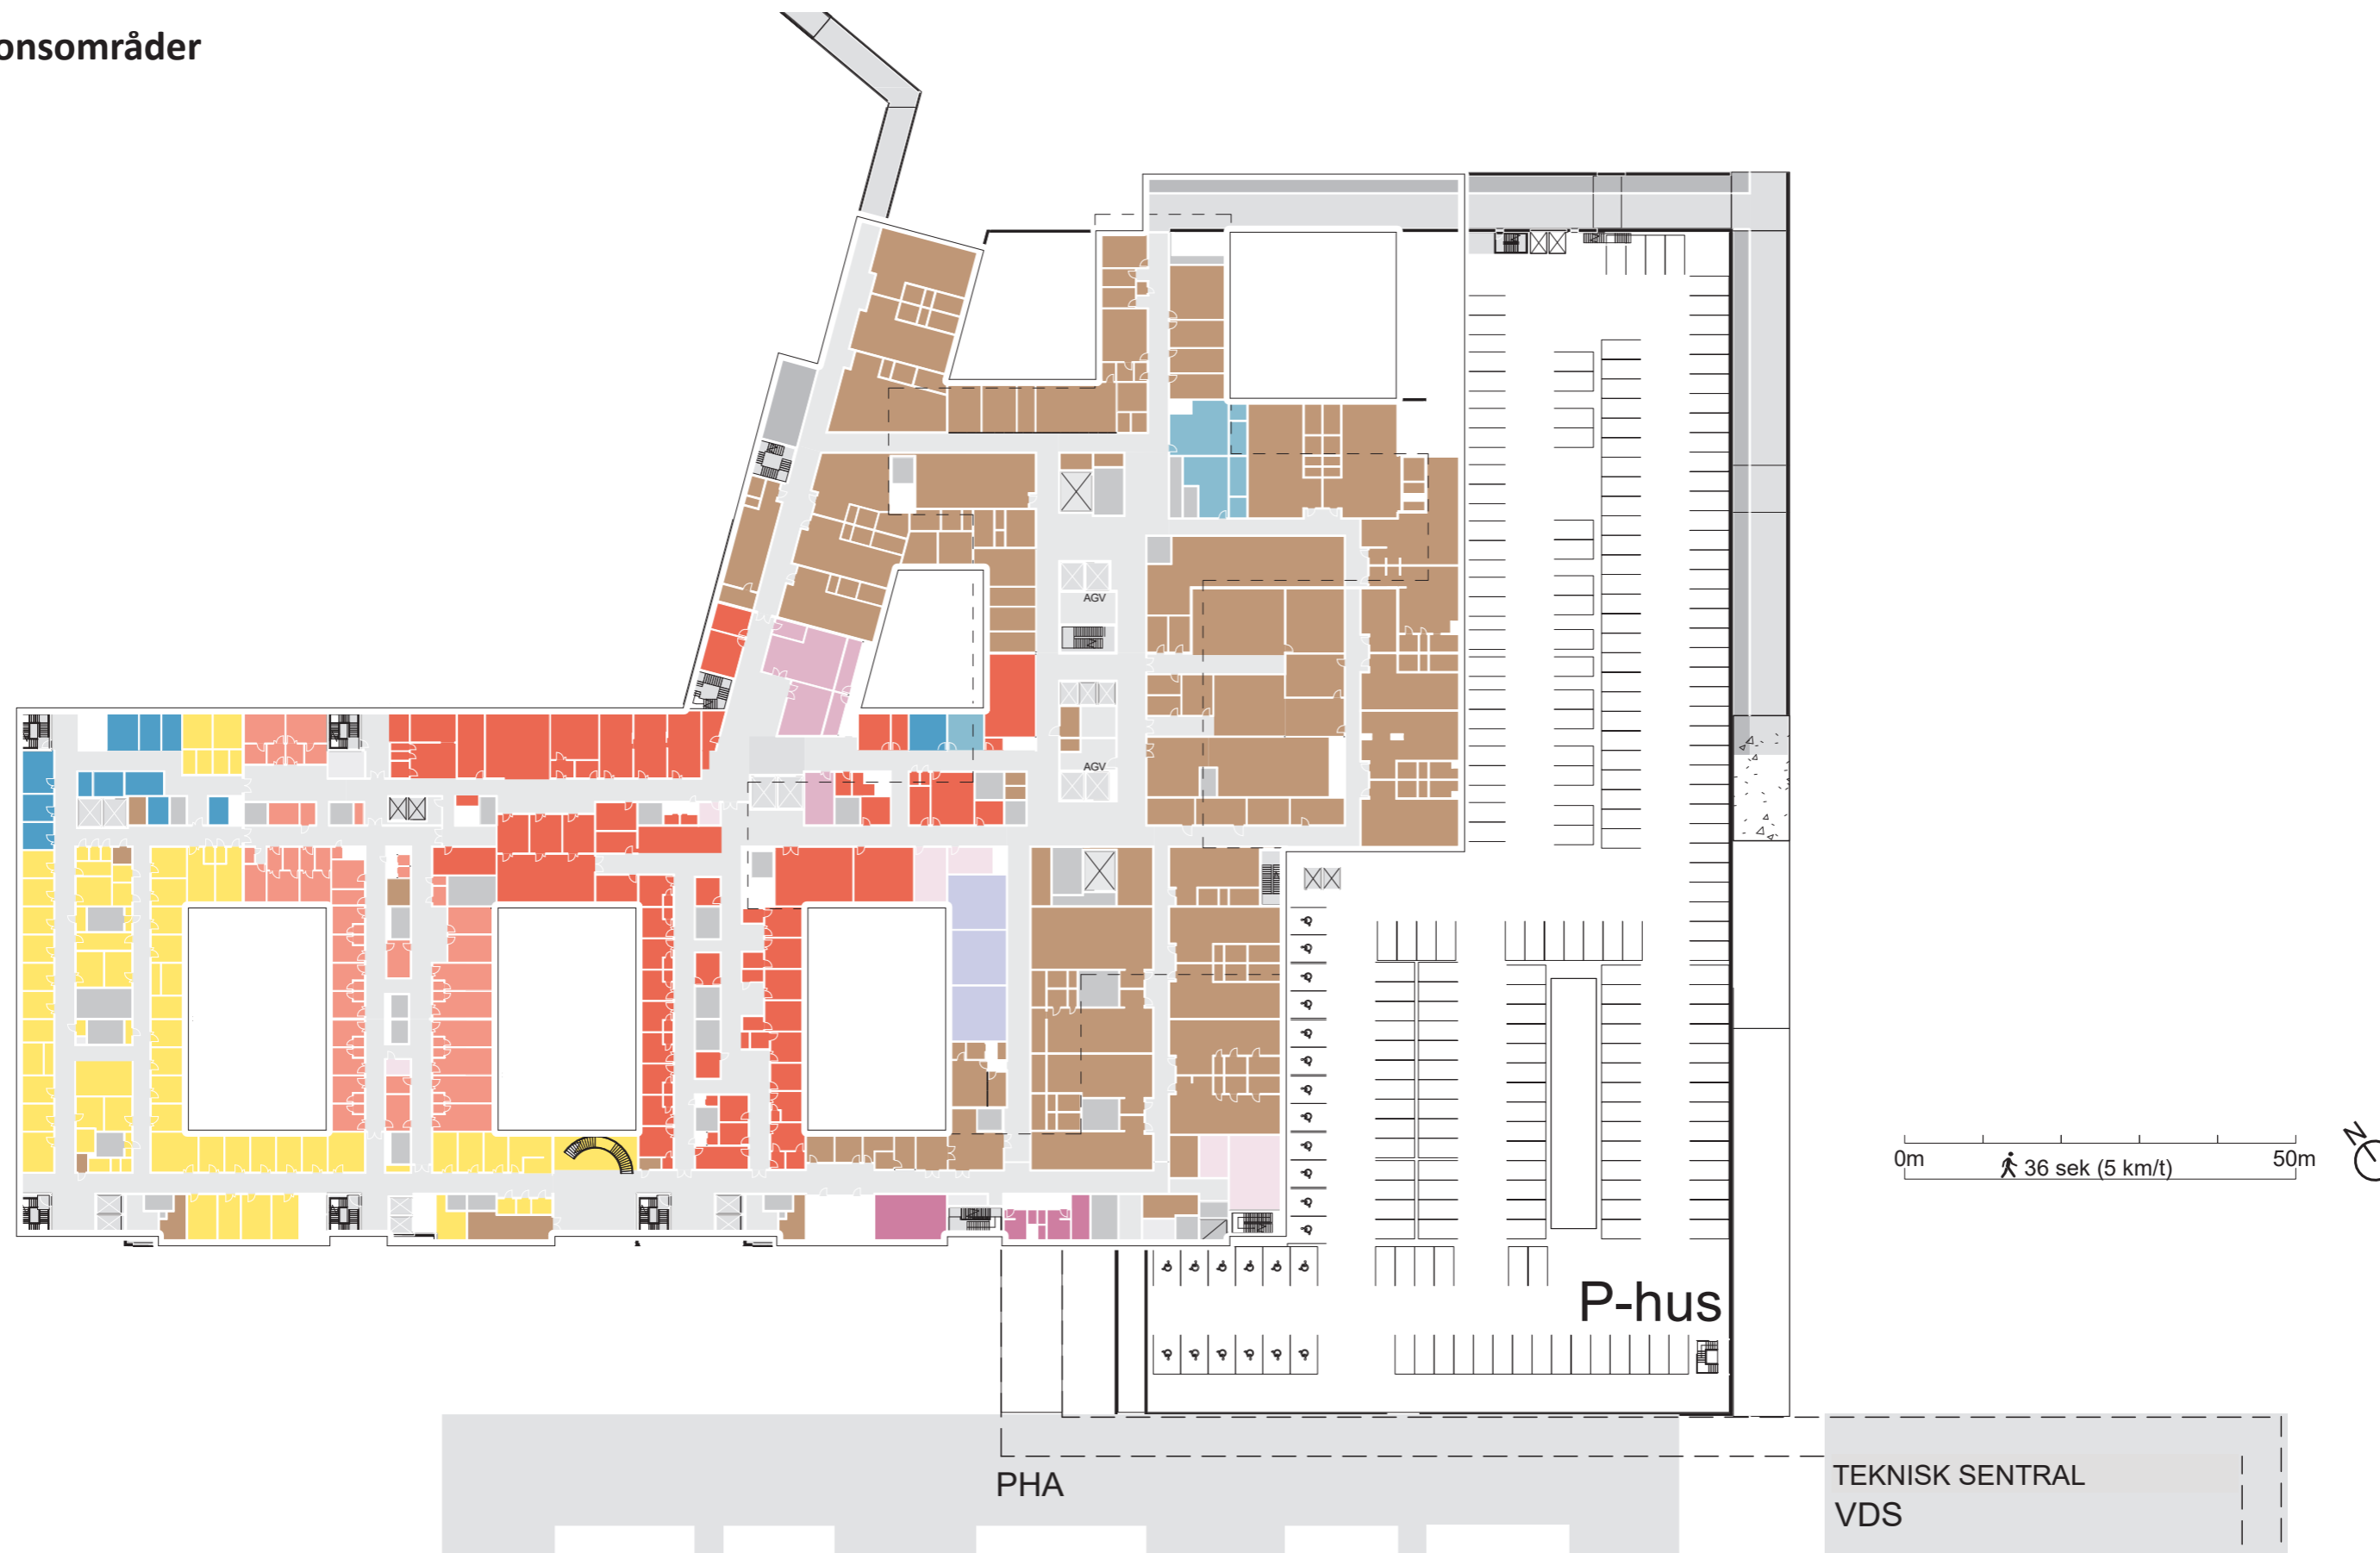 onsområder
AGV
AGV
N
0m
36 sek (5 km/t)
50m
P-hus
PHA
TEKNISK SENTRAL
VDS